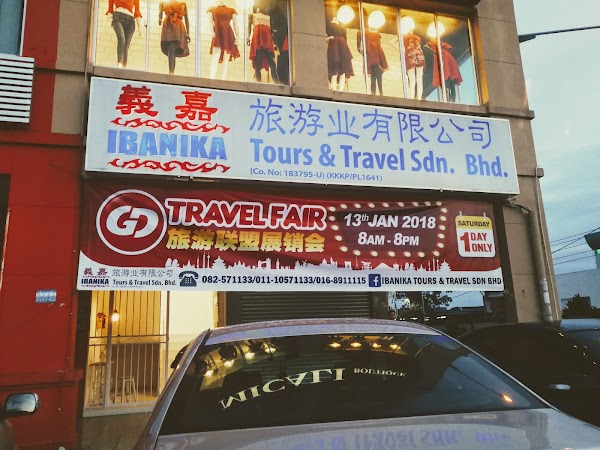 義嘉
IBANIKA
旅游业有限公司
Tours & Travel Sdn. Bhd.
(Co. No: 183795-U) (KKKP/PL1641)
GD
TRAVEL FAIR
旅游联盟展销会
13th JAN 2018
8AM - 8PM
SATURDAY
1 DAY
ONLY
義嘉
IBANIKA
旅游业有限公司
Tours & Travel Sdn. Bhd.
082-571133/011-10571133/016-8911115
IBANIKA TOURS & TRAVEL SDN BHD
MICALI BOUTIQUE